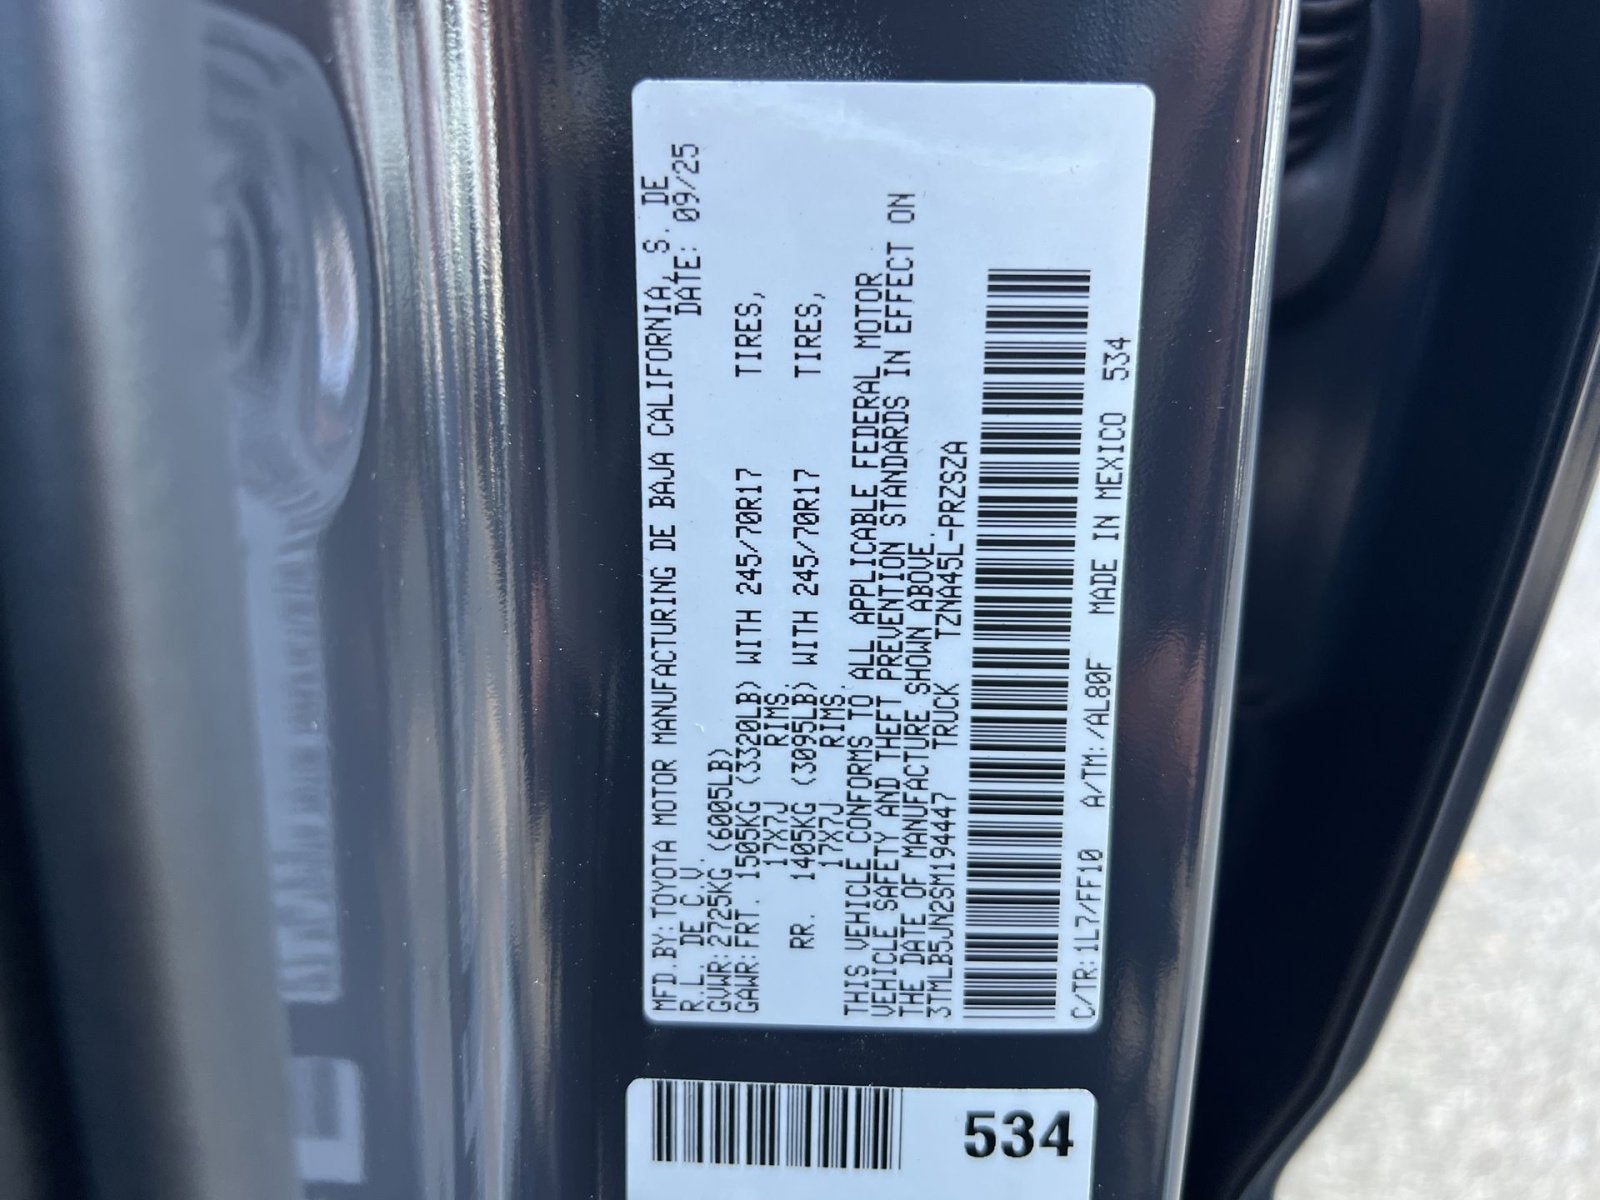 MFD.BY:TOYOTA MOTOR MANUFACTURING DE BAJA CALIFORNIA, S. DE
R.L. DE C.V. DATE: 09/25
GVWR:2725KG (6005LB)
GAWR:FRT. 1505KG (3320LB) WITH 245/70R17 TIRES,
17X7J RIMS.
RR. 1405KG (3095LB) WITH 245/70R17 TIRES,
17X7J RIMS.
THIS VEHICLE CONFORMS TO ALL APPLICABLE FEDERAL MOTOR
VEHICLE SAFETY AND THEFT PREVENTION STANDARDS IN EFFECT ON
THE DATE OF MANUFACTURE SHOWN ABOVE.
3TMLB5JN2SM194447 TRUCK TZNA45L-PRZSZA
C/TR:1L7/FF10 A/TM:/AL80F MADE IN MEXICO 534
534